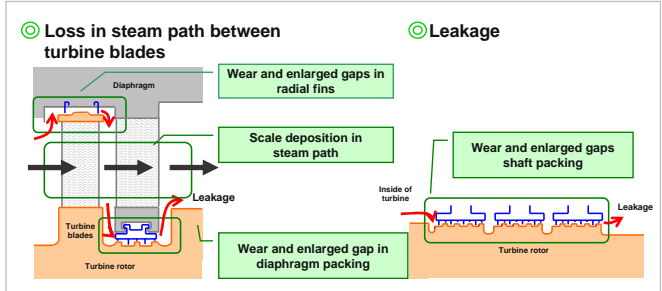 Loss in steam path between
turbine blades
Diaphragm
Wear and enlarged gaps in
radial fins
Scale deposition in
steam path
Leakage
Turbine
blades
Wear and enlarged gap in
diaphragm packing
Turbine rotor
Leakage
Wear and enlarged gaps
shaft packing
Inside of
turbine
Leakage
Turbine rotor